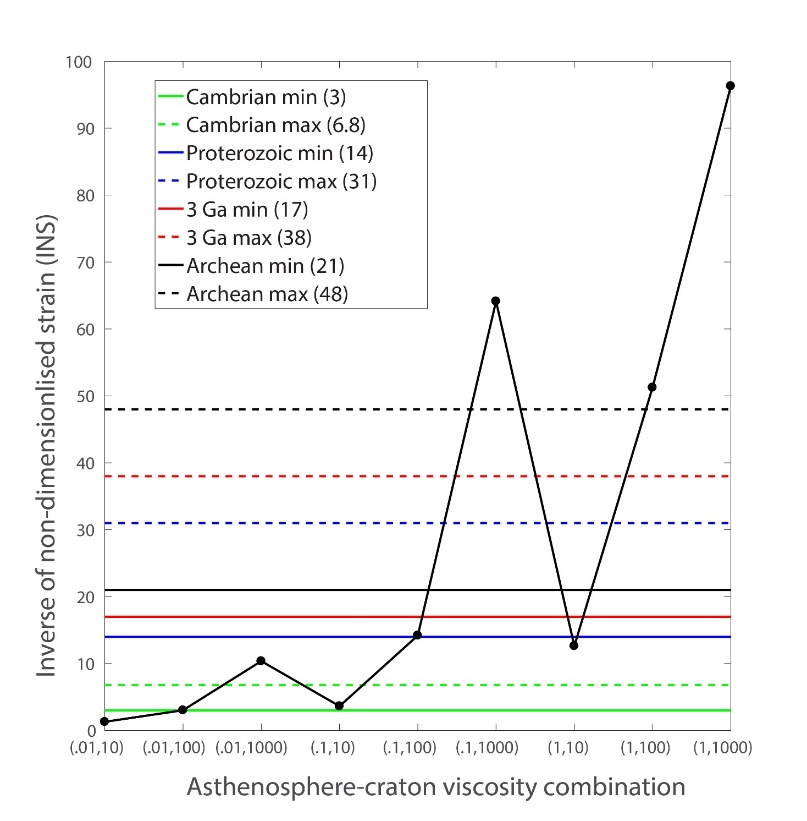 100
90
80
70
60
50
40
30
20
10
0
Inverse of non-dimensionlised strain (INS)
Cambrian min (3)
Cambrian max (6.8)
Proterozoic min (14)
Proterozoic max (31)
3 Ga min (17)
3 Ga max (38)
Archean min (21)
Archean max (48)
(.01,10) (.01,100) (.01,1000) (.1,10) (.1,100) (.1,1000) (1,10) (1,100) (1,1000)
Asthenosphere-craton viscosity combination